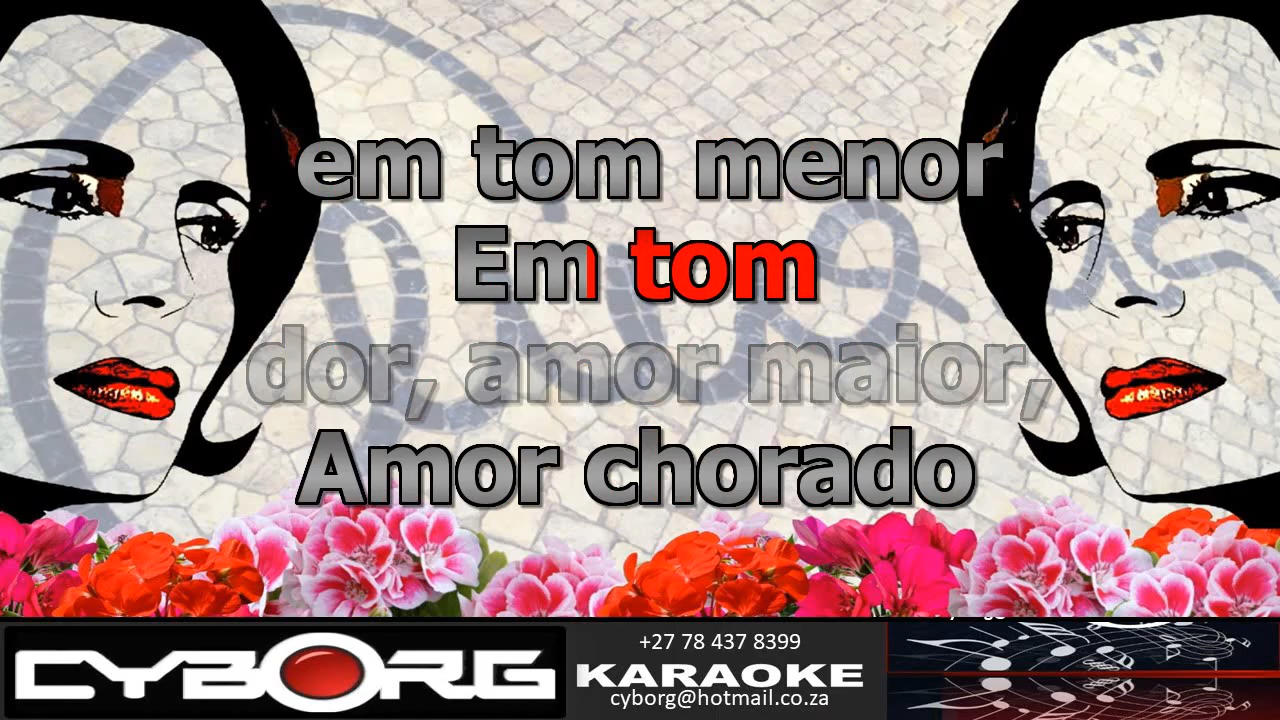 em tom menor
Em tom
dor, amor maior,
Amor chorado
CYBORG
+27 78 437 8399
KARAOKE
cyborg@hotmail.co.za